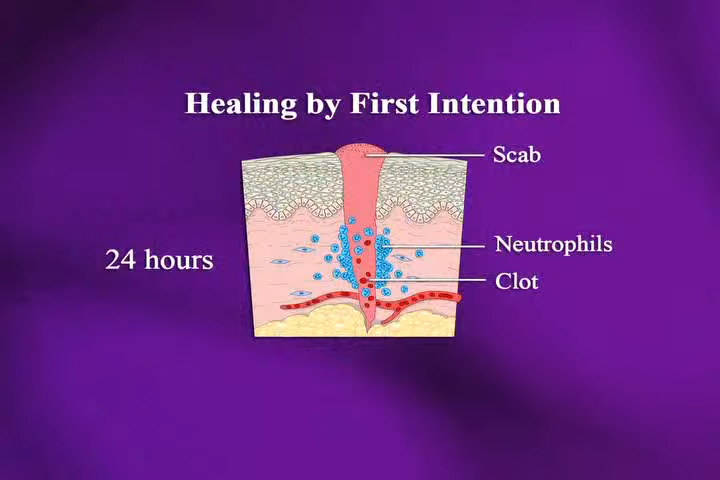 Healing by First Intention
Scab
24 hours
Neutrophils
Clot